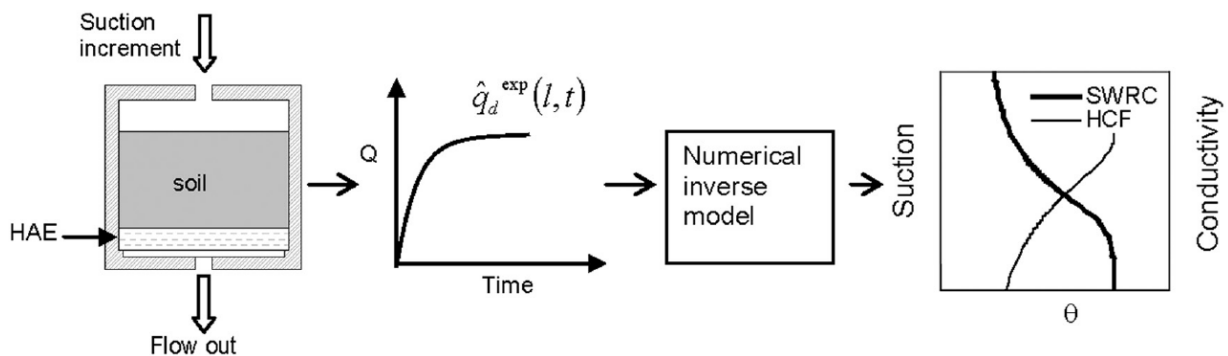 Suction
increment
soil
HAE
Flow out
Q
q̂_d^exp(l,t)
Time
Numerical
inverse
model
Suction
SWRC
HCF
Conductivity
θ